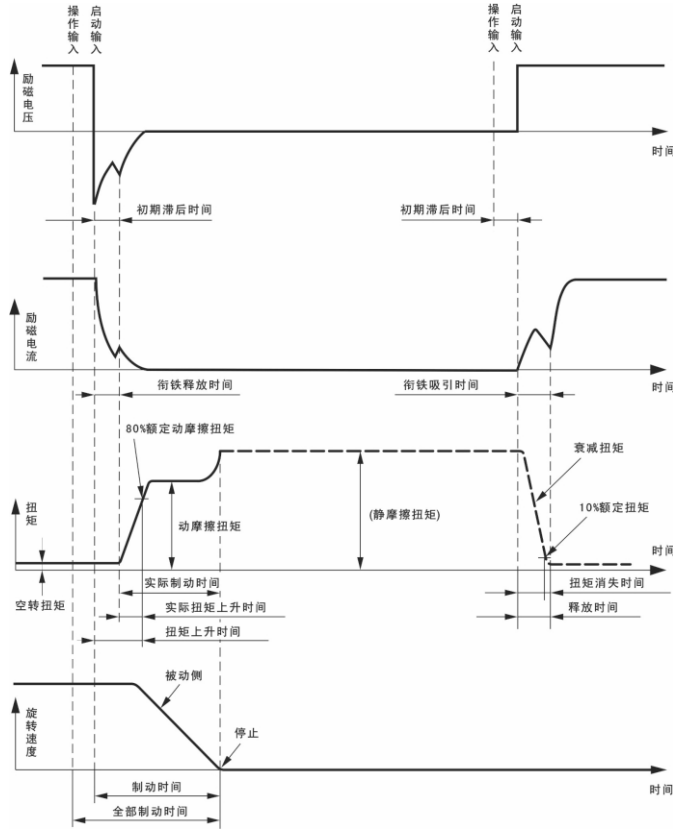 操作输入
启动输入
操作输入
启动输入
励磁电压
时间
初期滞后时间
初期滞后时间
励磁电流
时间
衔铁释放时间
衔铁吸引时间
80%额定动摩擦扭矩
衰减扭矩
扭矩
动摩擦扭矩
(静摩擦扭矩)
10%额定扭矩
时间
空转扭矩
实际制动时间
扭矩消失时间
实际扭矩上升时间
释放时间
扭矩上升时间
被动侧
旋转速度
停止
时间
制动时间
全部制动时间